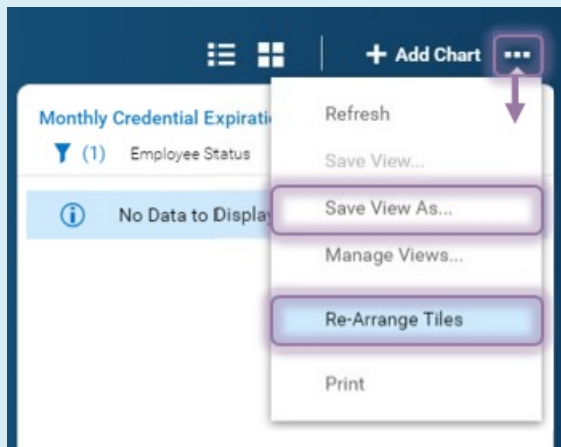 + Add Chart ...
Monthly Credential Expirati
(1) Employee Status
No Data to Display
Refresh
Save View...
Save View As...
Manage Views...
Re-Arrange Tiles
Print